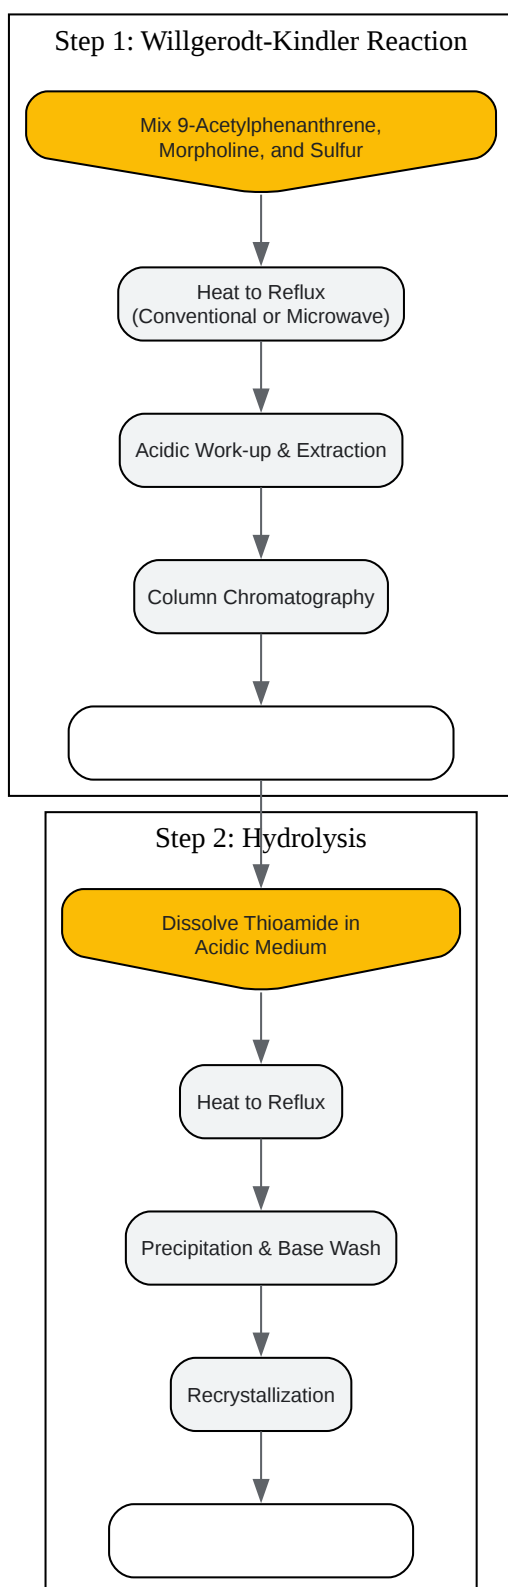 Step 1: Willgerodt-Kindler Reaction
Mix 9-Acetylphenanthrene,
Morpholine, and Sulfur
Heat to Reflux
(Conventional or Microwave)
Acidic Work-up & Extraction
Column Chromatography
Step 2: Hydrolysis
Dissolve Thioamide in
Acidic Medium
Heat to Reflux
Precipitation & Base Wash
Recrystallization